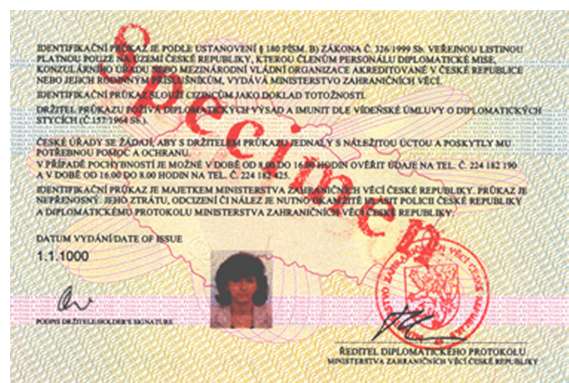 IDENTIFIKAČNÍ PRŮKAZ JE PODLE USTANOVENÍ § 180 PÍSM. B) ZÁKONA Č. 326/1999 Sb. VEŘEJNOU LISTINOU
PLATNOU POUZE NA ÚZEMÍ ČESKÉ REPUBLIKY, KTEROU ČLENŮM PERSONÁLU DIPLOMATICKÉ MISE,
KONZULÁRNÍHO ÚŘADU NEBO MEZINÁRODNÍ VLÁDNÍ ORGANIZACE AKREDITOVANÉ V ČESKÉ REPUBLICE
NEBO JEJICH RODINNÝM PŘÍSLUŠNÍKŮM, VYDÁVÁ MINISTERSTVO ZAHRANIČNÍCH VĚCÍ.
IDENTIFIKAČNÍ PRŮKAZ SLOUŽÍ CIZINCŮM JAKO DOKLAD TOTOŽNOSTI.
DRŽITEL PRŮKAZU POŽÍVÁ DIPLOMATICKÝCH VÝSAD A IMUNIT DLE VÍDEŇSKÉ ÚMLUVY O DIPLOMATICKÝCH
STYCÍCH (Č.157/1964 Sb.).
ČESKÉ ÚŘADY SE ŽÁDAJÍ, ABY S DRŽITELEM PRŮKAZU JEDNALY S NÁLEŽITOU ÚCTOU A POSKYTLY MU
POTŘEBNOU POMOC A OCHRANU.
V PŘÍPADĚ POCHYBNOSTÍ JE MOŽNÉ V DOBĚ OD 8.00 DO 16.00 HODIN OVĚŘIT ÚDAJE NA TEL. Č. 224 182 190
A V DOBĚ OD 16.00 DO 8.00 HODIN NA TEL. Č. 224 182 425.
IDENTIFIKAČNÍ PRŮKAZ JE MAJETKEM MINISTERSTVA ZAHRANIČNÍCH VĚCÍ ČESKÉ REPUBLIKY. PRŮKAZ JE
NEPŘENOSNÝ. JEHO ZTRÁTU, ODCIZENÍ ČI NÁLEZ JE NUTNO OKAMŽITĚ HLÁSIT POLICII ČESKÉ REPUBLIKY
A DIPLOMATICKÉMU PROTOKOLU MINISTERSTVA ZAHRANIČNÍCH VĚCÍ ČESKÉ REPUBLIKY.
Specimen
DATUM VYDÁNÍ/DATE OF ISSUE
1.1.1000
PODPIS DRŽITELE/HOLDER'S SIGNATURE
ZAHRANIČNÍCH VĚCÍ ČESKÉ REPUBLIKY
ŘEDITEL DIPLOMATICKÉHO PROTOKOLU
MINISTERSTVA ZAHRANIČNÍCH VĚCÍ ČESKÉ REPUBLIKY